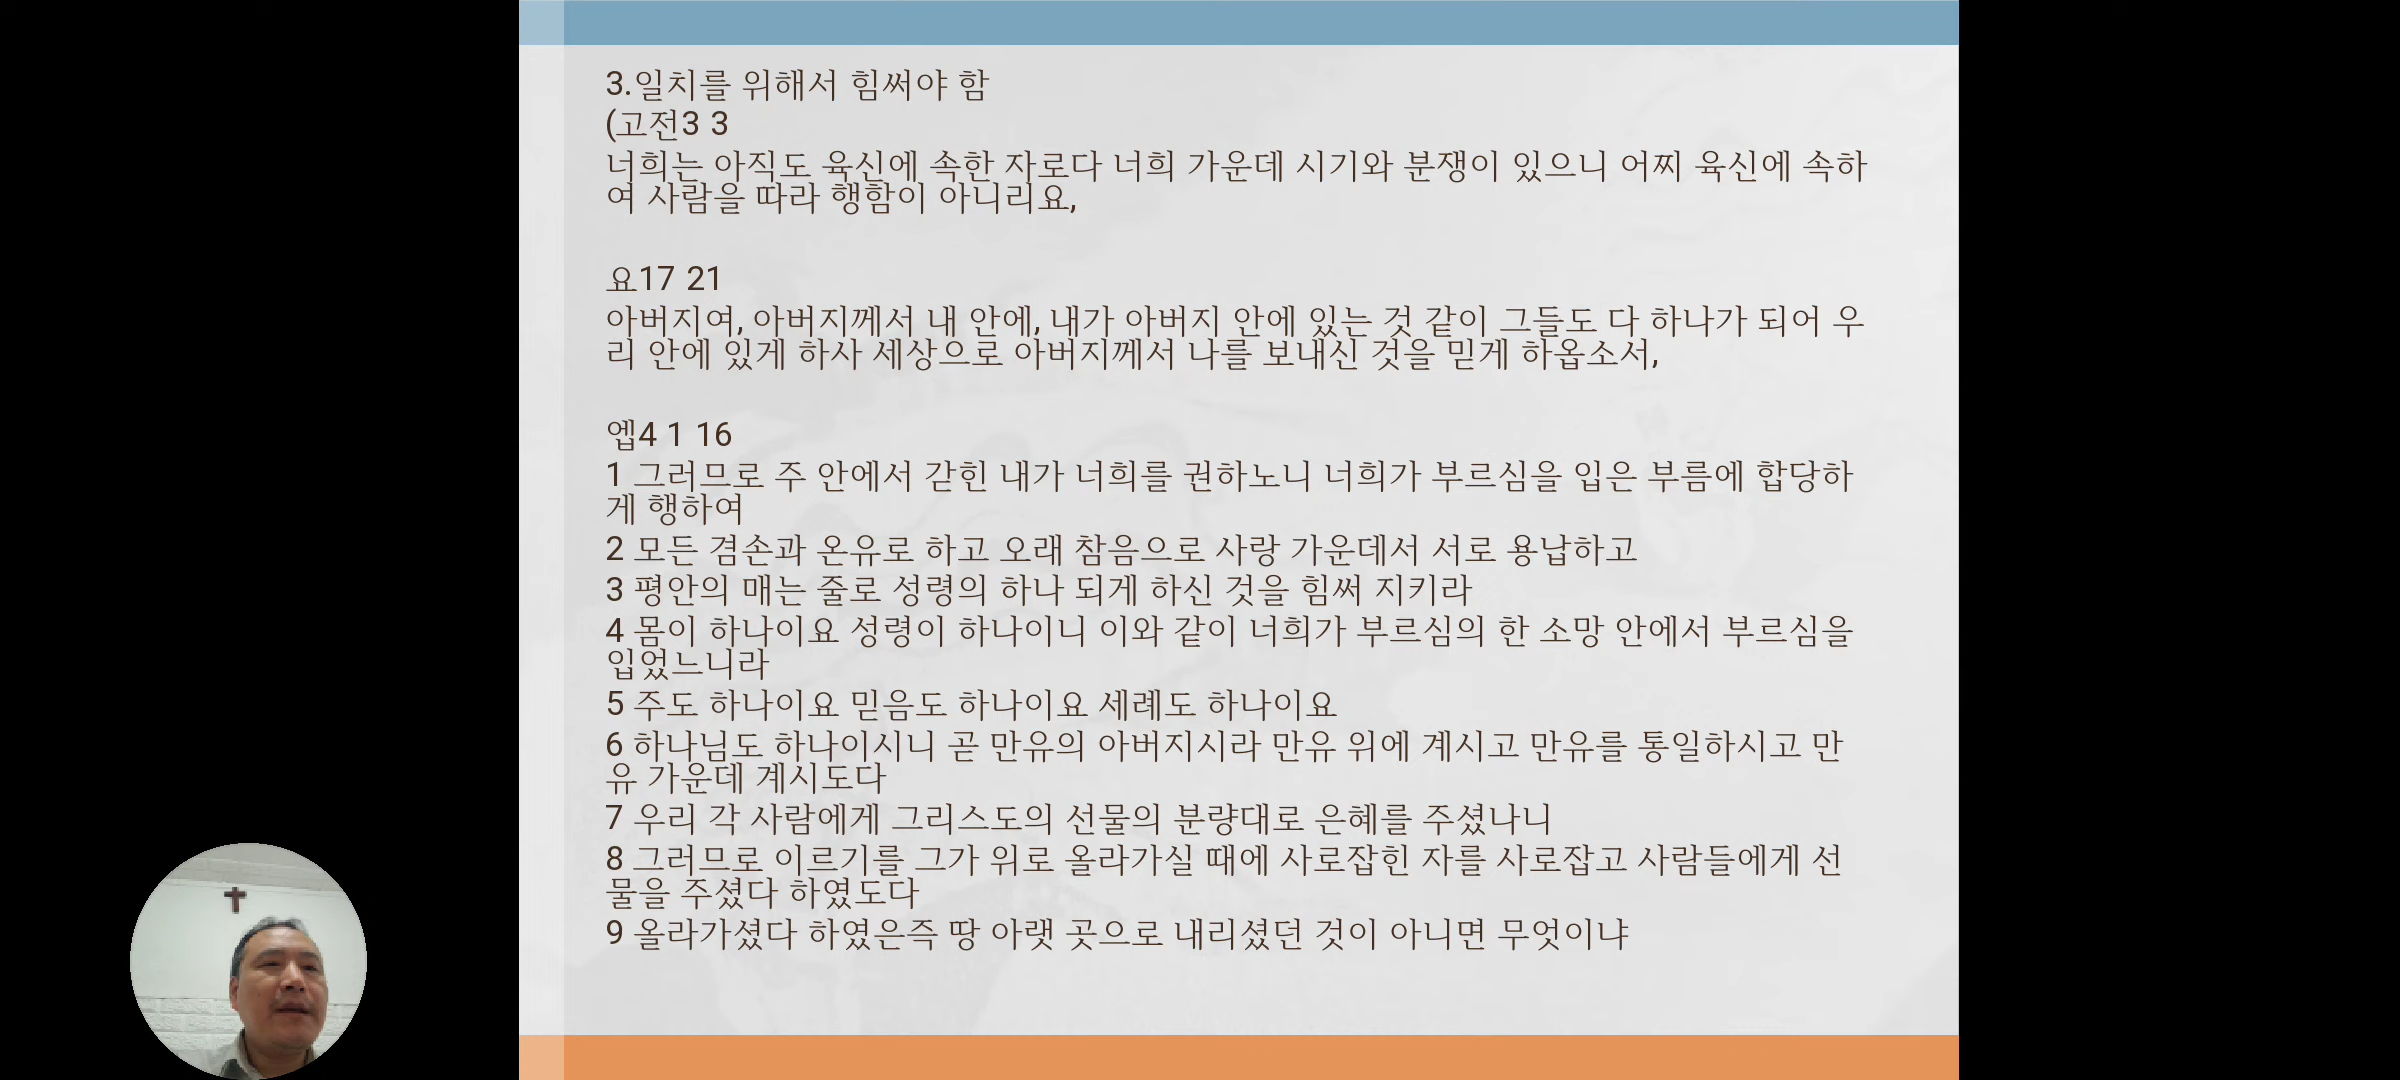 3.일치를 위해서 힘써야 함
(고전3 3
너희는 아직도 육신에 속한 자로다 너희 가운데 시기와 분쟁이 있으니 어찌 육신에 속하
여 사람을 따라 행함이 아니리요,
요17 21
아버지여, 아버지께서 내 안에, 내가 아버지 안에 있는 것 같이 그들도 다 하나가 되어 우
리 안에 있게 하사 세상으로 아버지께서 나를 보내신 것을 믿게 하옵소서,
엡4 1 16
1 그러므로 주 안에서 갇힌 내가 너희를 권하노니 너희가 부르심을 입은 부름에 합당하
게 행하여
2 모든 겸손과 온유로 하고 오래 참음으로 사랑 가운데서 서로 용납하고
3 평안의 매는 줄로 성령의 하나 되게 하신 것을 힘써 지키라
4 몸이 하나이요 성령이 하나이니 이와 같이 너희가 부르심의 한 소망 안에서 부르심을
입었느니라
5 주도 하나이요 믿음도 하나이요 세례도 하나이요
6 하나님도 하나이시니 곧 만유의 아버지시라 만유 위에 계시고 만유를 통일하시고 만
유 가운데 계시도다
7 우리 각 사람에게 그리스도의 선물의 분량대로 은혜를 주셨나니
8 그러므로 이르기를 그가 위로 올라가실 때에 사로잡힌 자를 사로잡고 사람들에게 선
물을 주셨다 하였도다
9 올라가셨다 하였은즉 땅 아랫 곳으로 내리셨던 것이 아니면 무엇이냐